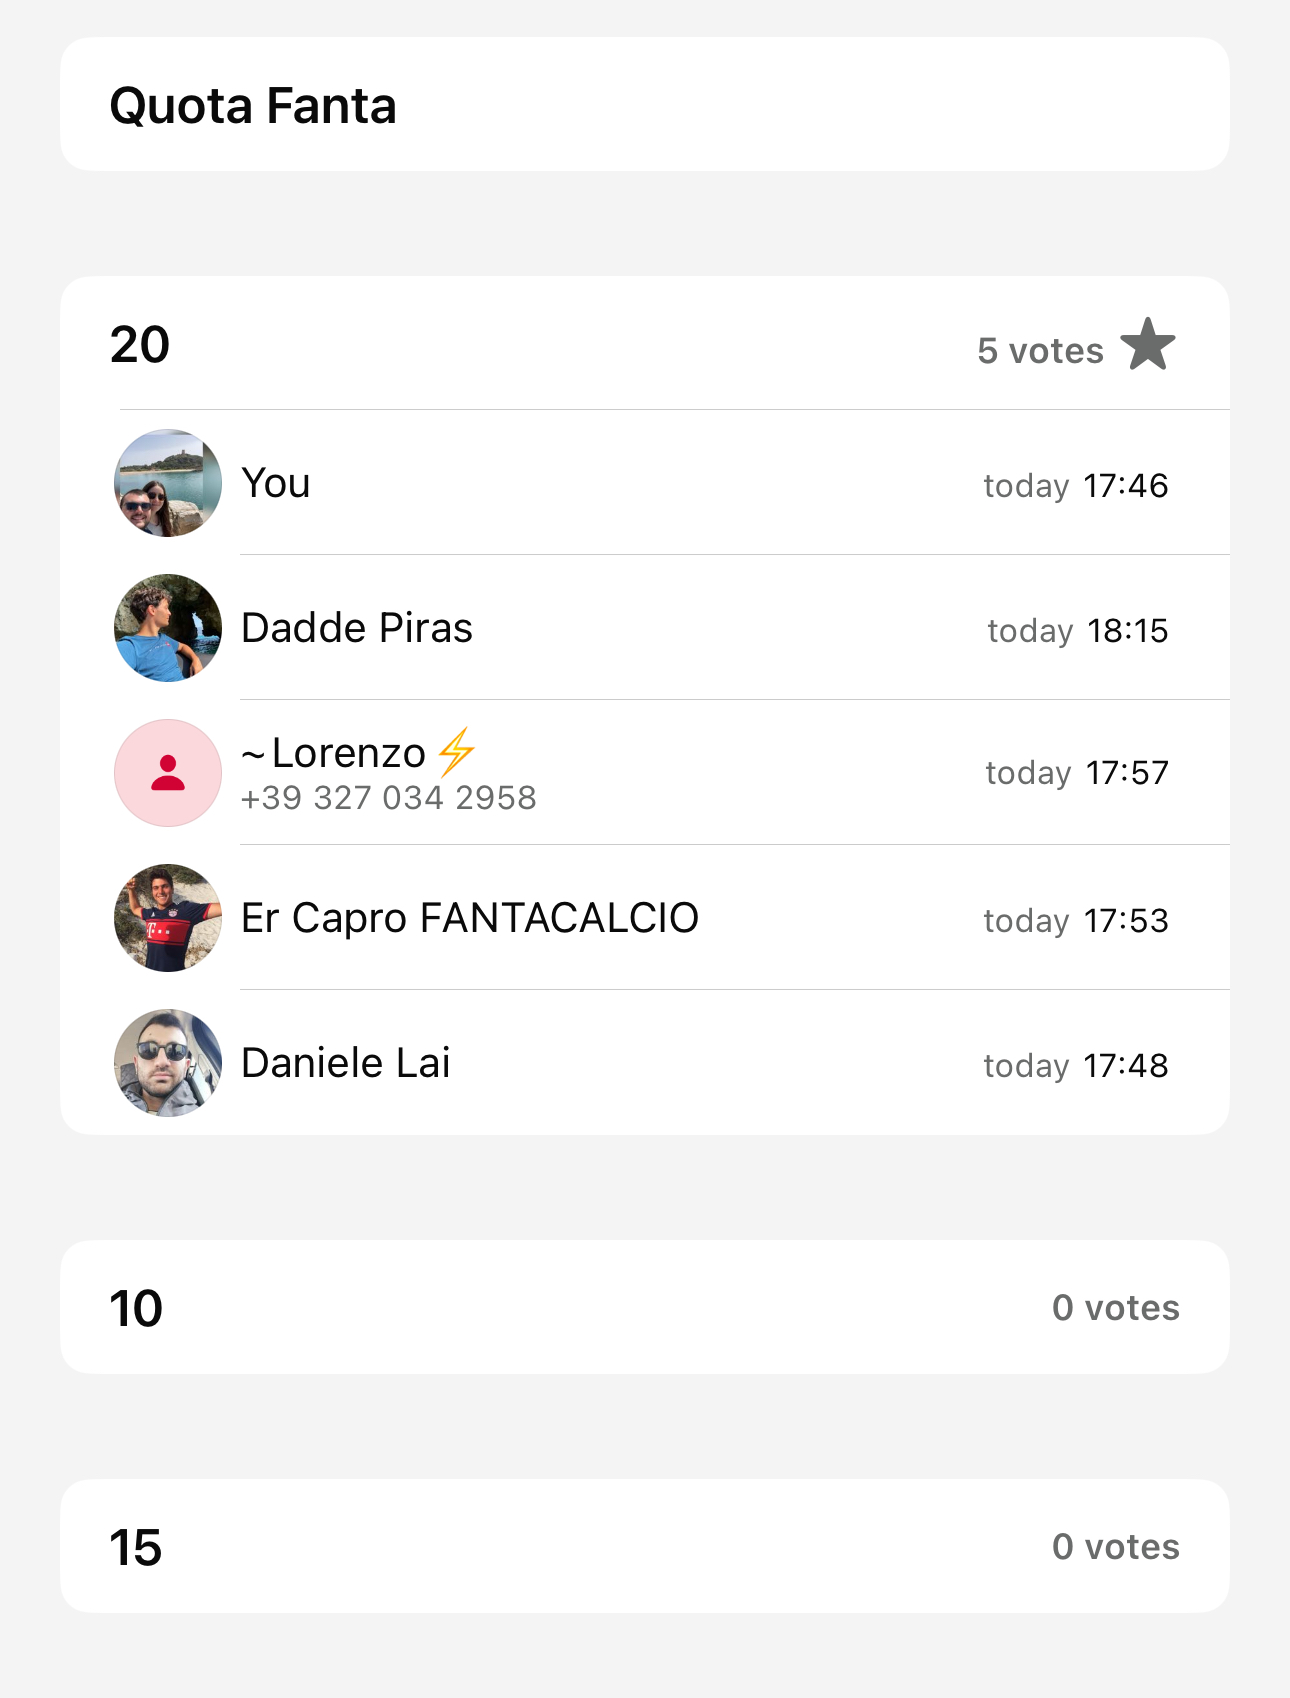 Quota Fanta
20
5 votes
You
today 17:46
Dadde Piras
today 18:15
~Lorenzo⚡
+39 327 034 2958
today 17:57
Er Capro FANTACALCIO
today 17:53
Daniele Lai
today 17:48
10
0 votes
15
0 votes